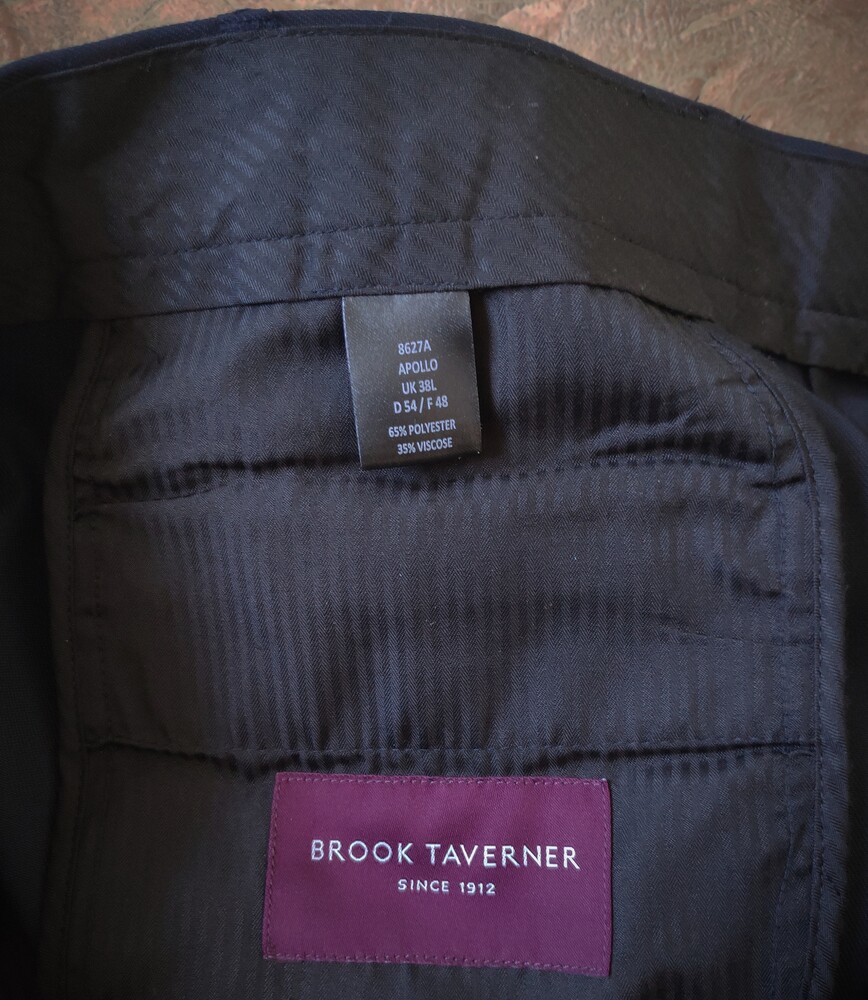 8627A
APOLLO
UK 38L
D 54 / F 48
65% POLYESTER
35% VISCOSE
BROOK TAVERNER
SINCE 1912